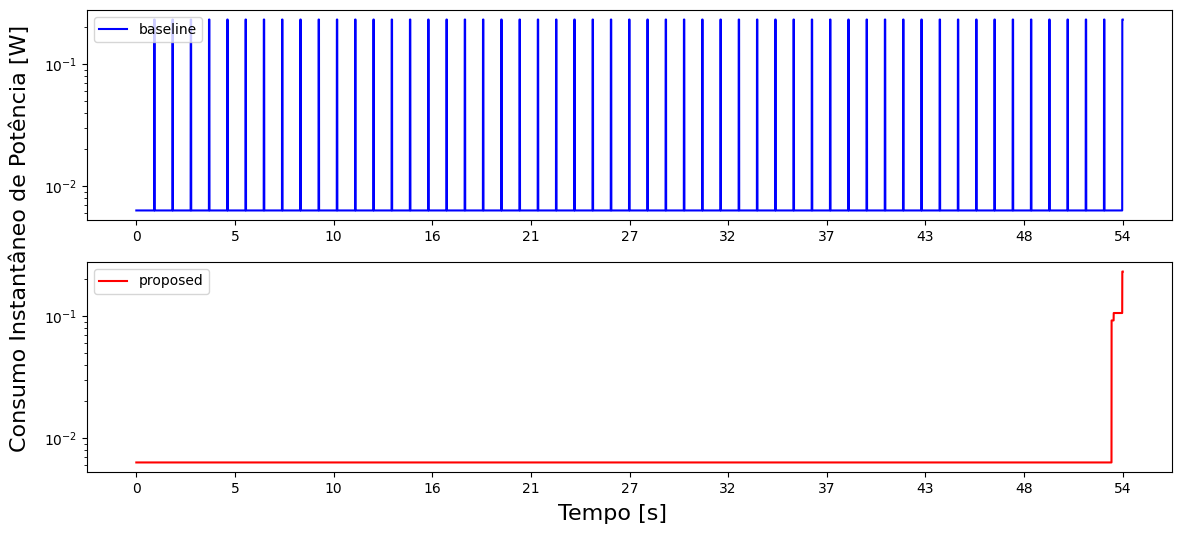 Consumo Instantâneo de Potência [W]
baseline
10⁻¹
10⁻²
0 5 10 16 21 27 32 37 43 48 54
proposed
10⁻¹
10⁻²
0 5 10 16 21 27 32 37 43 48 54
Tempo [s]